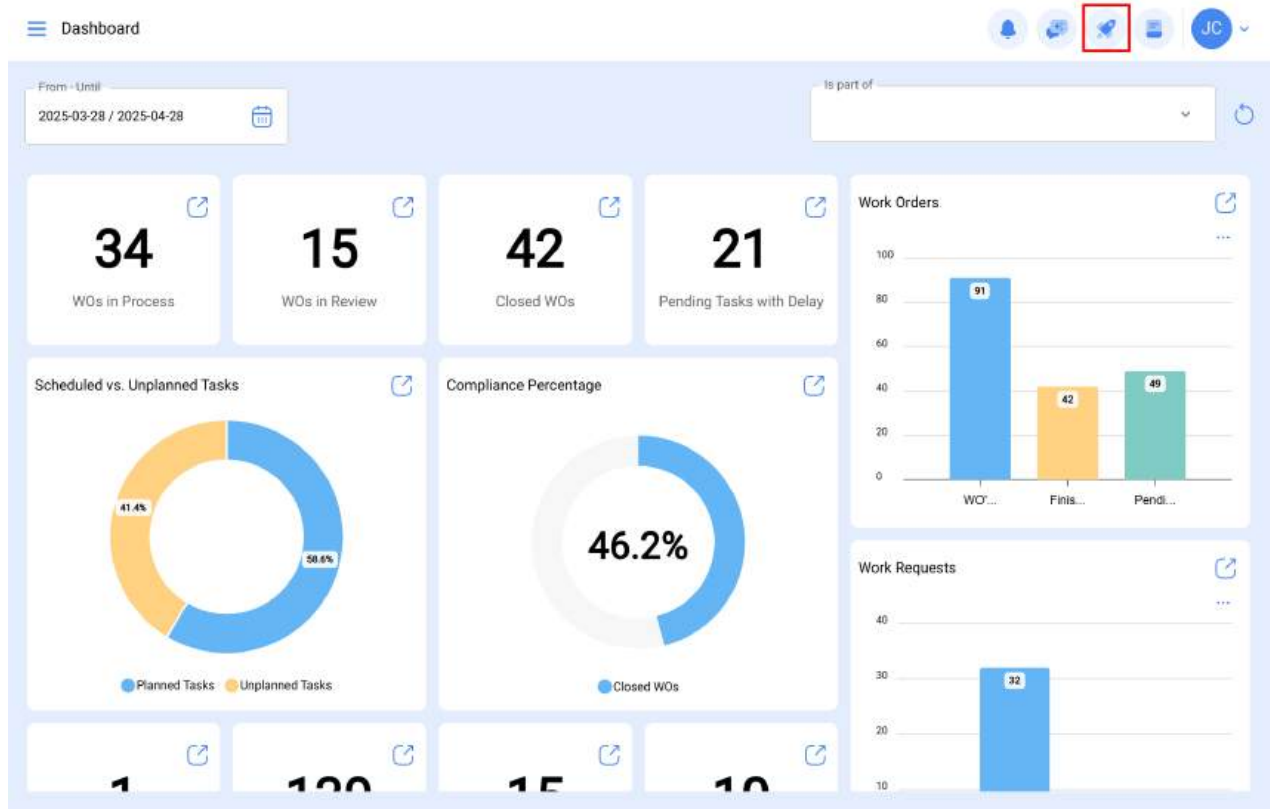 Dashboard
JC
From - Until
2025-03-28 / 2025-04-28
Is part of
34
WOs in Process
15
WOs in Review
42
Closed WOs
21
Pending Tasks with Delay
Work Orders
...
100
80
60
40
20
0
91
42
49
WO'...
Finis...
Pendi...
Scheduled vs. Unplanned Tasks
41.4%
58.6%
Planned Tasks
Unplanned Tasks
Compliance Percentage
46.2%
Closed WOs
Work Requests
...
40
30
20
10
32
1
15